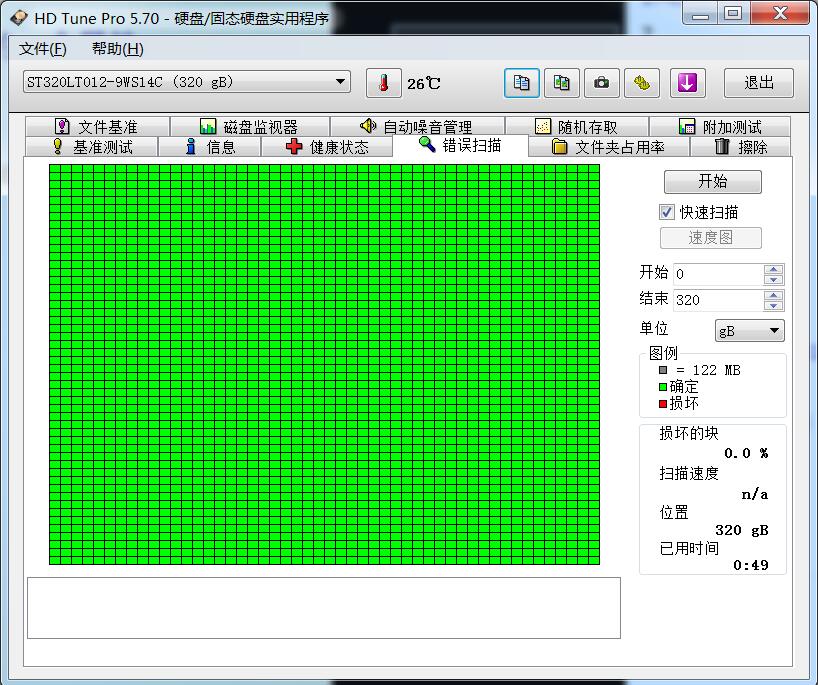 HD Tune Pro 5.70 - 硬盘/固态硬盘实用程序
文件(F) 帮助(H)
ST320LT012-9WS14C (320 gB) 26℃ 退出
文件基准 磁盘监视器 自动噪音管理 随机存取 附加测试
基准测试 信息 健康状态 错误扫描 文件夹占用率 擦除
开始
快速扫描
速度图
开始 0
结束 320
单位 gB
图例
= 122 MB
确定
损坏
损坏的块
0.0 %
扫描速度
n/a
位置
320 gB
已用时间
0:49